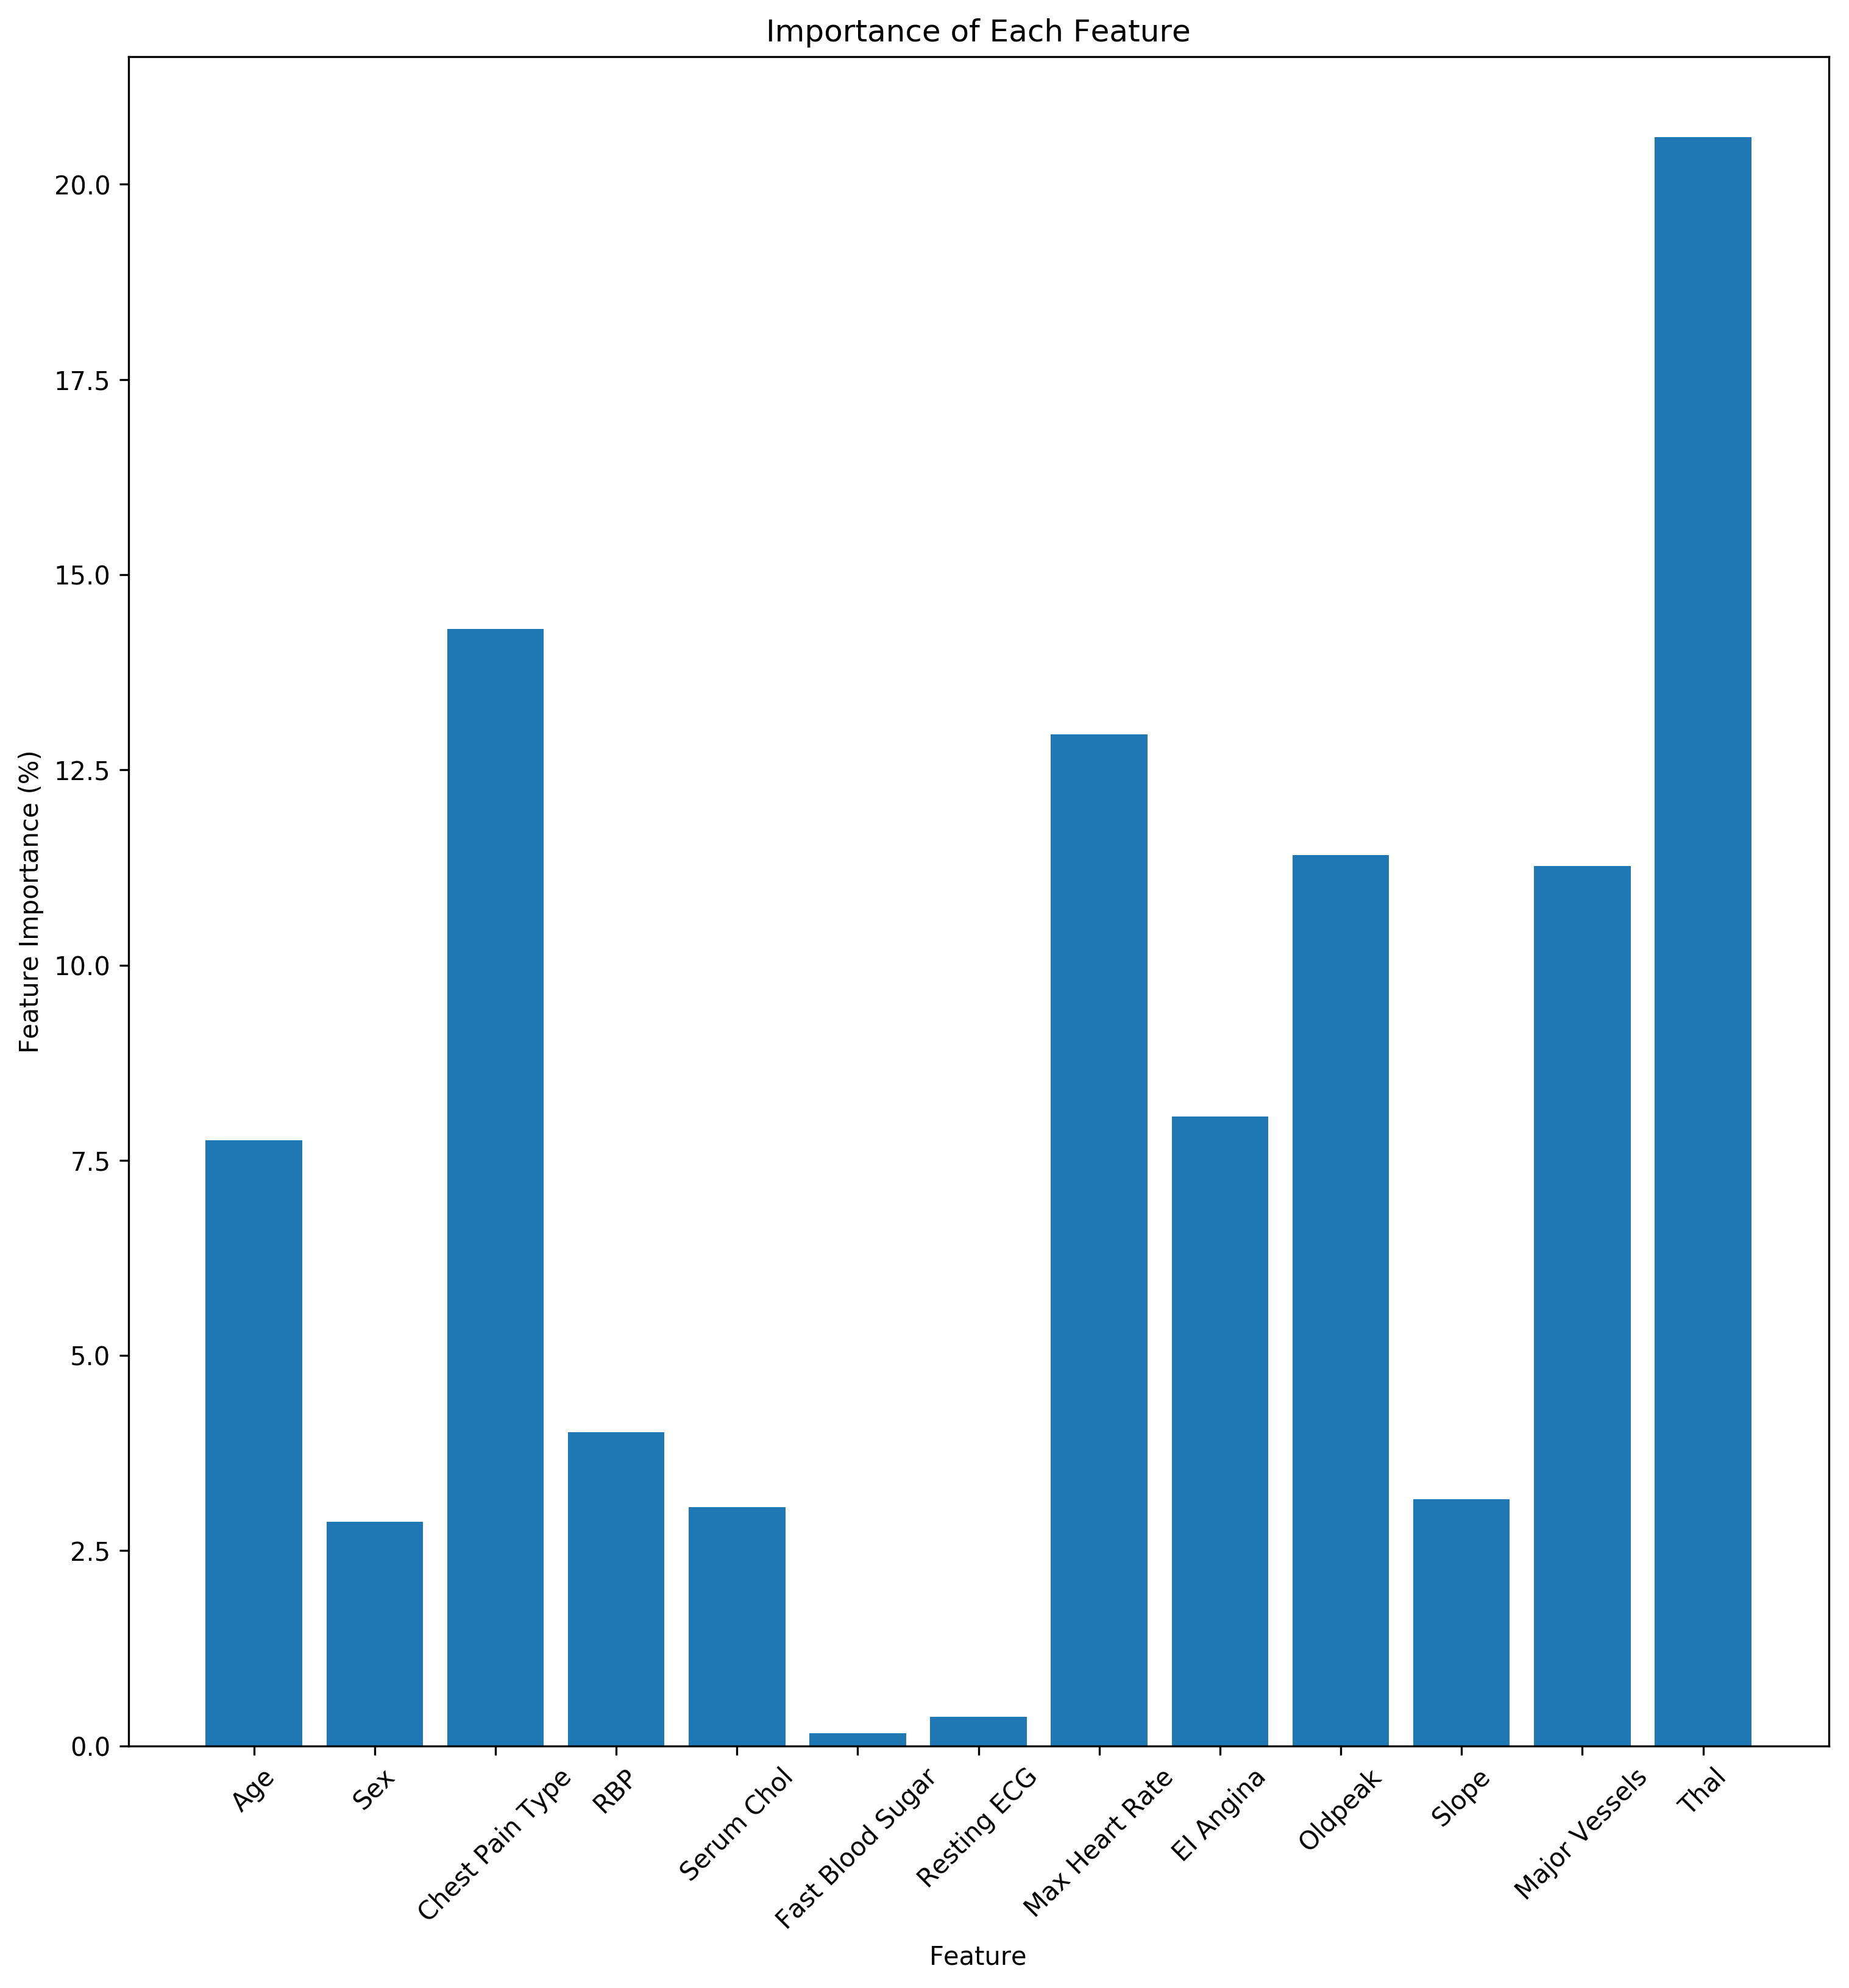 Importance of Each Feature
Feature Importance (%)
20.0
17.5
15.0
12.5
10.0
7.5
5.0
2.5
0.0
Age
Sex
Chest Pain Type
RBP
Serum Chol
Fast Blood Sugar
Resting ECG
Max Heart Rate
EI Angina
Oldpeak
Slope
Major Vessels
Thal
Feature